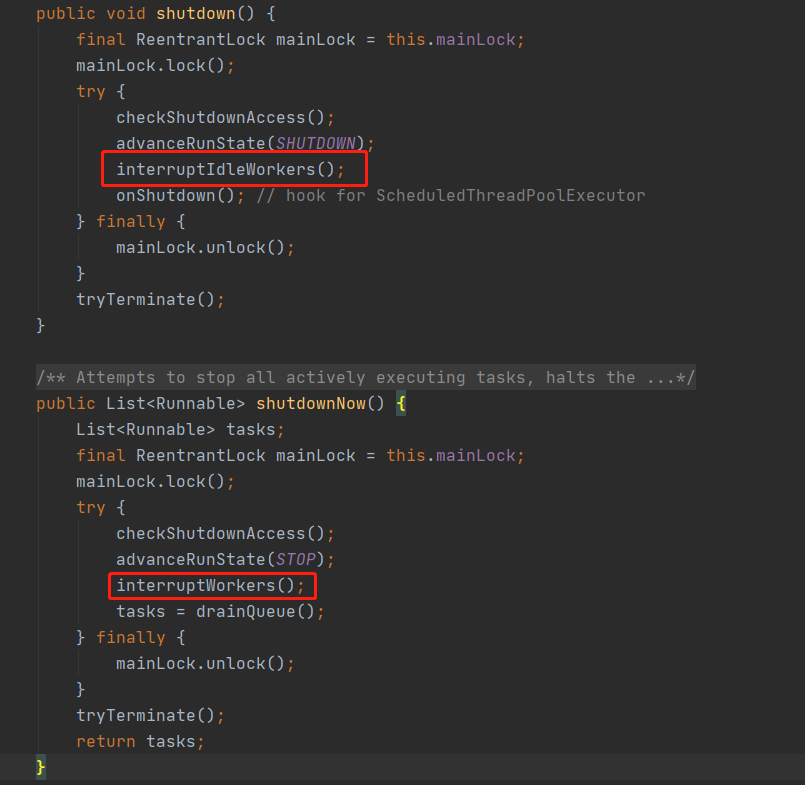 public void shutdown() {
final ReentrantLock mainLock = this.mainLock;
mainLock.lock();
try {
checkShutdownAccess();
advanceRunState(SHUTDOWN);
interruptIdleWorkers();
onShutdown(); // hook for ScheduledThreadPoolExecutor
} finally {
mainLock.unlock();
}
tryTerminate();
}
/** Attempts to stop all actively executing tasks, halts the ...*/
public List<Runnable> shutdownNow() {
List<Runnable> tasks;
final ReentrantLock mainLock = this.mainLock;
mainLock.lock();
try {
checkShutdownAccess();
advanceRunState(STOP);
interruptWorkers();
tasks = drainQueue();
} finally {
mainLock.unlock();
}
tryTerminate();
return tasks;
}